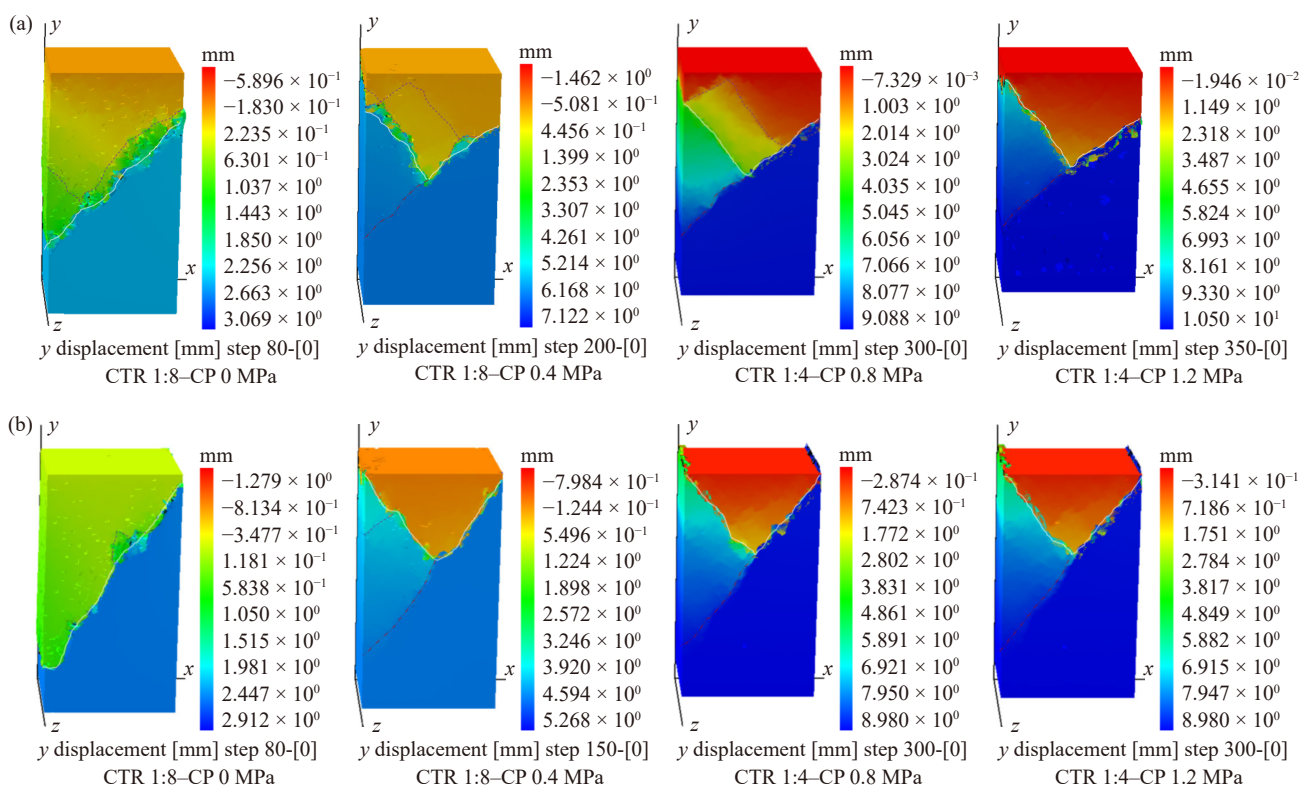 (a)
y
mm
−5.896 × 10⁻¹
−1.830 × 10⁻¹
2.235 × 10⁻¹
6.301 × 10⁻¹
1.037 × 10⁰
1.443 × 10⁰
1.850 × 10⁰
2.256 × 10⁰
2.663 × 10⁰
3.069 × 10⁰
x
z
y displacement [mm] step 80-[0]
CTR 1:8–CP 0 MPa
y
mm
−1.462 × 10⁰
−5.081 × 10⁻¹
4.456 × 10⁻¹
1.399 × 10⁰
2.353 × 10⁰
3.307 × 10⁰
4.261 × 10⁰
5.214 × 10⁰
6.168 × 10⁰
7.122 × 10⁰
x
z
y displacement [mm] step 200-[0]
CTR 1:8–CP 0.4 MPa
y
mm
−7.329 × 10⁻³
1.003 × 10⁰
2.014 × 10⁰
3.024 × 10⁰
4.035 × 10⁰
5.045 × 10⁰
6.056 × 10⁰
7.066 × 10⁰
8.077 × 10⁰
9.088 × 10⁰
x
z
y displacement [mm] step 300-[0]
CTR 1:4–CP 0.8 MPa
y
mm
−1.946 × 10⁻²
1.149 × 10⁰
2.318 × 10⁰
3.487 × 10⁰
4.655 × 10⁰
5.824 × 10⁰
6.993 × 10⁰
8.161 × 10⁰
9.330 × 10⁰
1.050 × 10¹
x
z
y displacement [mm] step 350-[0]
CTR 1:4–CP 1.2 MPa
(b)
y
mm
−1.279 × 10⁰
−8.134 × 10⁻¹
−3.477 × 10⁻¹
1.181 × 10⁻¹
5.838 × 10⁻¹
1.050 × 10⁰
1.515 × 10⁰
1.981 × 10⁰
2.447 × 10⁰
2.912 × 10⁰
x
z
y displacement [mm] step 80-[0]
CTR 1:8–CP 0 MPa
y
mm
−7.984 × 10⁻¹
−1.244 × 10⁻¹
5.496 × 10⁻¹
1.224 × 10⁰
1.898 × 10⁰
2.572 × 10⁰
3.246 × 10⁰
3.920 × 10⁰
4.594 × 10⁰
5.268 × 10⁰
x
z
y displacement [mm] step 150-[0]
CTR 1:8–CP 0.4 MPa
y
mm
−2.874 × 10⁻¹
7.423 × 10⁻¹
1.772 × 10⁰
2.802 × 10⁰
3.831 × 10⁰
4.861 × 10⁰
5.891 × 10⁰
6.921 × 10⁰
7.950 × 10⁰
8.980 × 10⁰
x
z
y displacement [mm] step 300-[0]
CTR 1:4–CP 0.8 MPa
y
mm
−3.141 × 10⁻¹
7.186 × 10⁻¹
1.751 × 10⁰
2.784 × 10⁰
3.817 × 10⁰
4.849 × 10⁰
5.882 × 10⁰
6.915 × 10⁰
7.947 × 10⁰
8.980 × 10⁰
x
z
y displacement [mm] step 300-[0]
CTR 1:4–CP 1.2 MPa